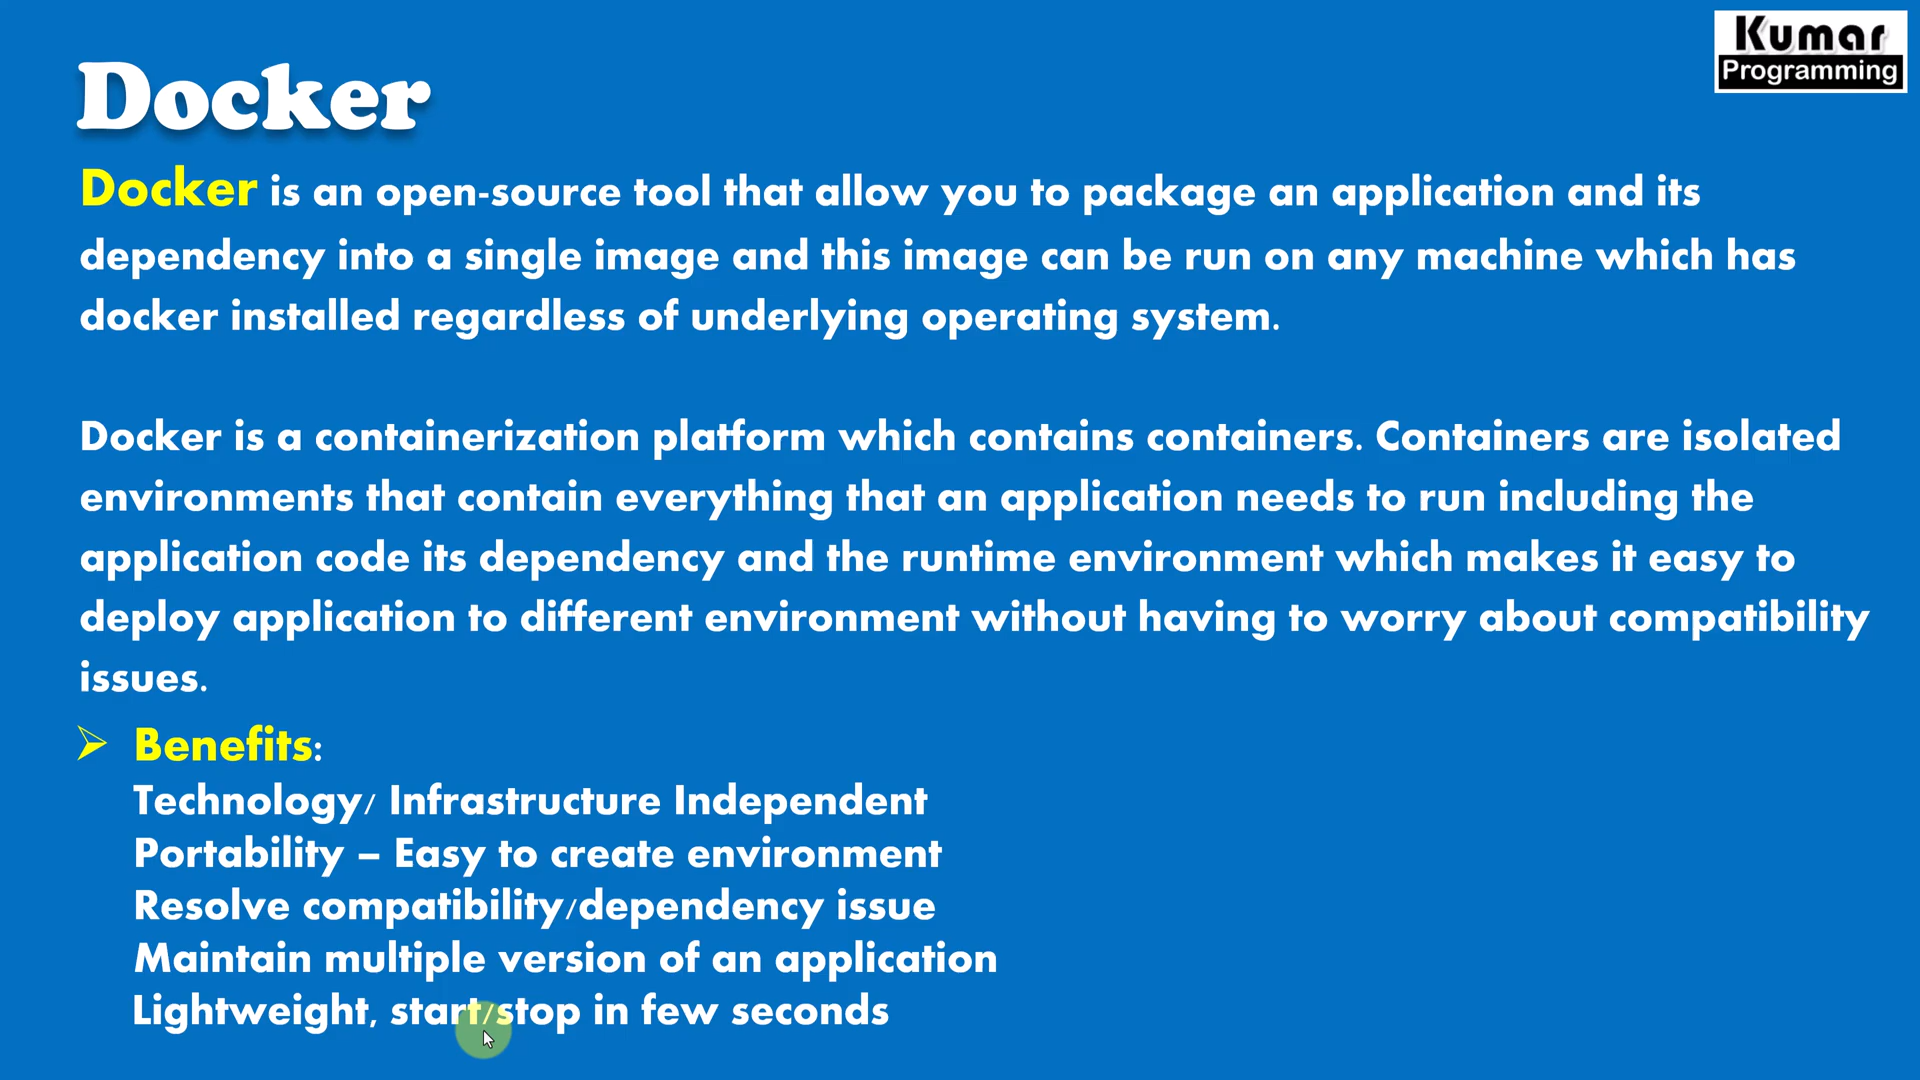 Kumar
Programming
Docker
Docker is an open-source tool that allow you to package an application and its
dependency into a single image and this image can be run on any machine which has
docker installed regardless of underlying operating system.
Docker is a containerization platform which contains containers. Containers are isolated
environments that contain everything that an application needs to run including the
application code its dependency and the runtime environment which makes it easy to
deploy application to different environment without having to worry about compatibility
issues.
➢ Benefits:
Technology/ Infrastructure Independent
Portability – Easy to create environment
Resolve compatibility/dependency issue
Maintain multiple version of an application
Lightweight, start/stop in few seconds